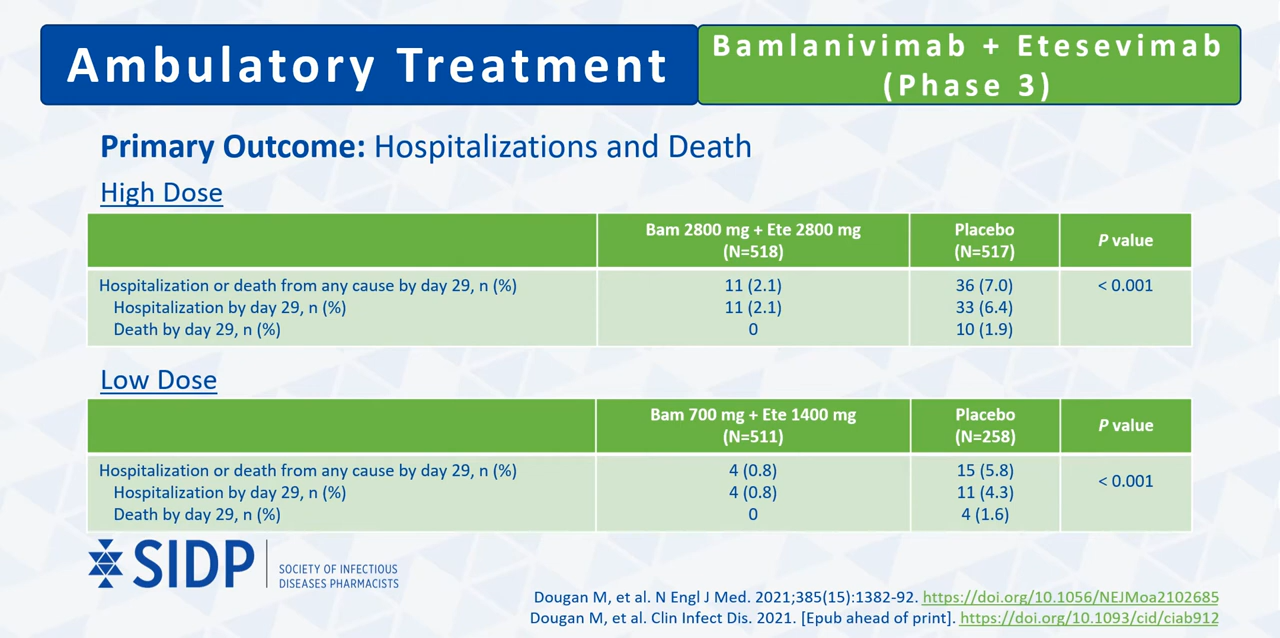 Ambulatory Treatment
Bamlanivimab + Etesevimab
(Phase 3)
Primary Outcome: Hospitalizations and Death
High Dose
Bam 2800 mg + Ete 2800 mg (N=518) Placebo (N=517) P value
Hospitalization or death from any cause by day 29, n (%) 11 (2.1) 36 (7.0) < 0.001
Hospitalization by day 29, n (%) 11 (2.1) 33 (6.4)
Death by day 29, n (%) 0 10 (1.9)
Low Dose
Bam 700 mg + Ete 1400 mg (N=511) Placebo (N=258) P value
Hospitalization or death from any cause by day 29, n (%) 4 (0.8) 15 (5.8) < 0.001
Hospitalization by day 29, n (%) 4 (0.8) 11 (4.3)
Death by day 29, n (%) 0 4 (1.6)
SIDP
SOCIETY OF INFECTIOUS
DISEASES PHARMACISTS
Dougan M, et al. N Engl J Med. 2021;385(15):1382-92. https://doi.org/10.1056/NEJMoa2102685
Dougan M, et al. Clin Infect Dis. 2021. [Epub ahead of print]. https://doi.org/10.1093/cid/ciab912